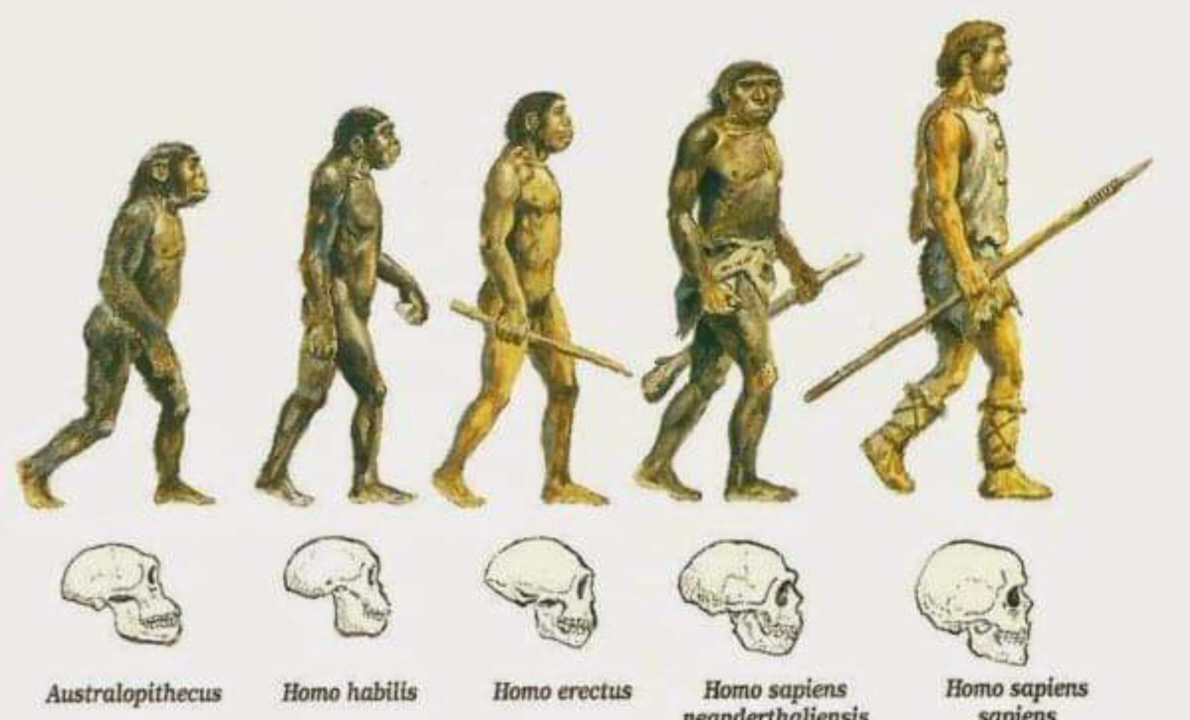 Australopithecus
Homo habilis
Homo erectus
Homo sapiens
neanderthaliensis
Homo sapiens
sapiens